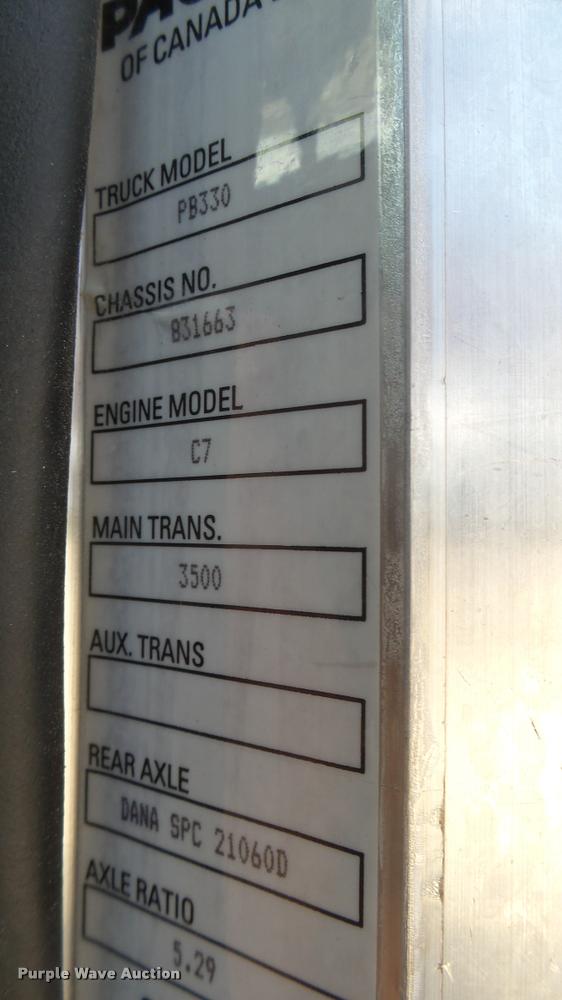 OF CANADA
TRUCK MODEL
PB330
CHASSIS NO.
831663
ENGINE MODEL
C7
MAIN TRANS.
3500
AUX. TRANS
REAR AXLE
DANA SPC 21060D
AXLE RATIO
5.29
Purple Wave Auction